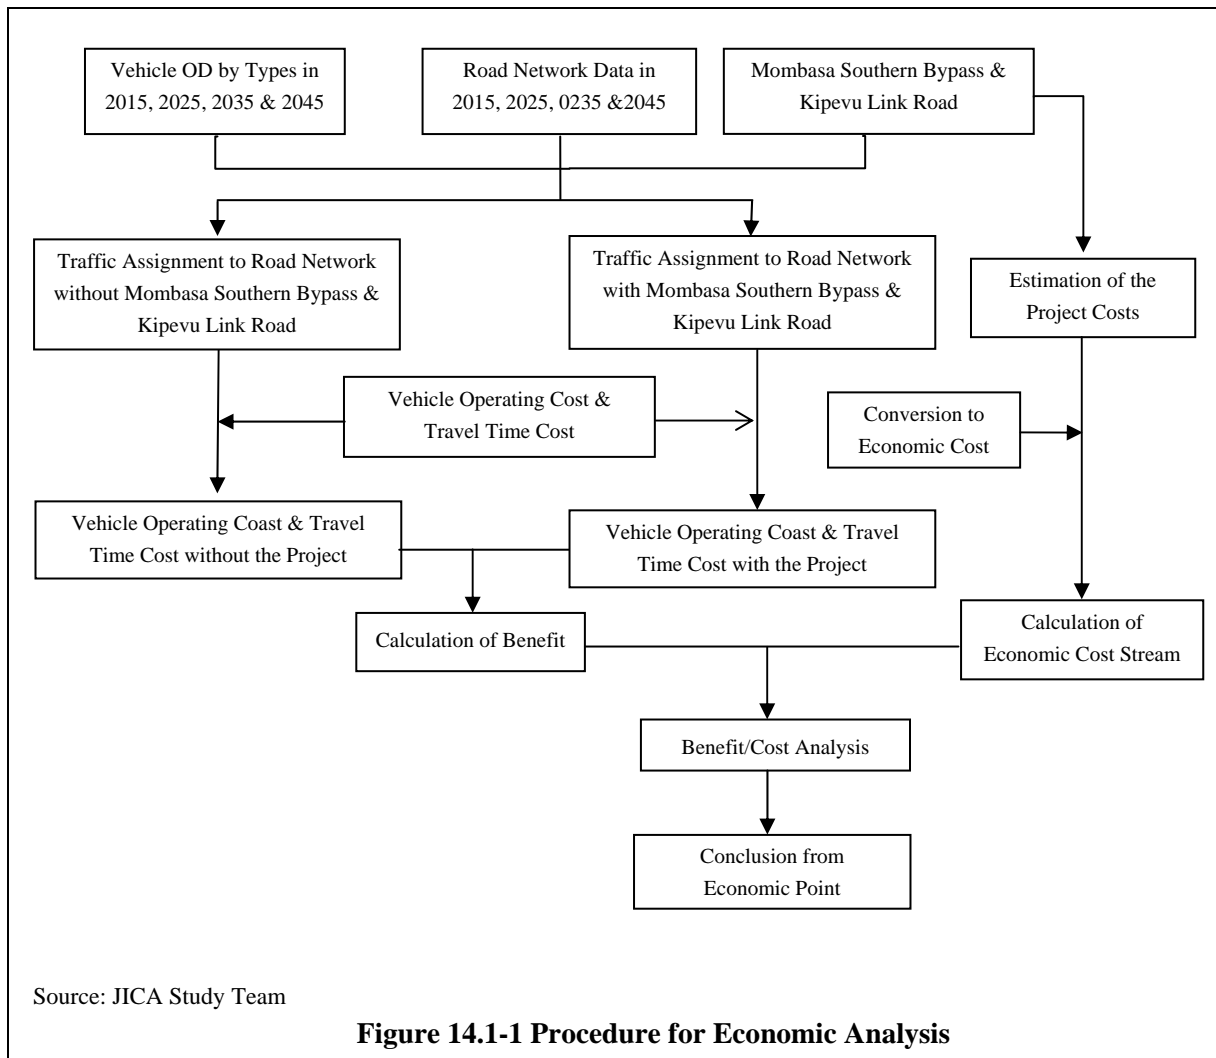 Vehicle OD by Types in
2015, 2025, 2035 & 2045
Road Network Data in
2015, 2025, 0235 &2045
Mombasa Southern Bypass &
Kipevu Link Road
Traffic Assignment to Road Network
without Mombasa Southern Bypass &
Kipevu Link Road
Traffic Assignment to Road Network
with Mombasa Southern Bypass &
Kipevu Link Road
Estimation of the
Project Costs
Vehicle Operating Cost &
Travel Time Cost
Conversion to
Economic Cost
Vehicle Operating Coast & Travel
Time Cost without the Project
Vehicle Operating Coast & Travel
Time Cost with the Project
Calculation of Benefit
Calculation of
Economic Cost Stream
Benefit/Cost Analysis
Conclusion from
Economic Point
Source: JICA Study Team
Figure 14.1-1 Procedure for Economic Analysis